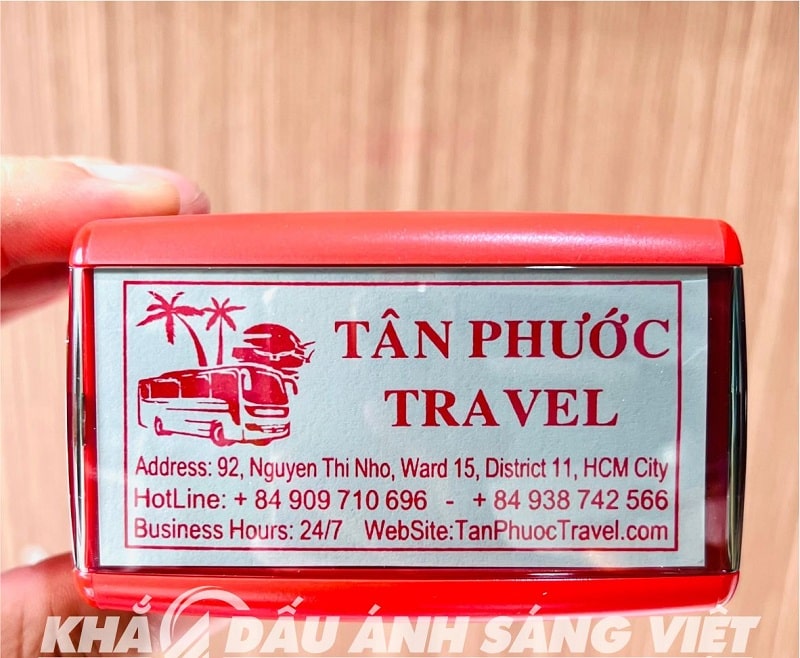 TÂN PHƯỚC
TRAVEL
Address: 92, Nguyen Thi Nho, Ward 15, District 11, HCM City
HotLine: + 84 909 710 696 - + 84 938 742 566
Business Hours: 24/7 WebSite:TanPhuocTravel.com
KHẮC DẤU ÁNH SÁNG VIỆT